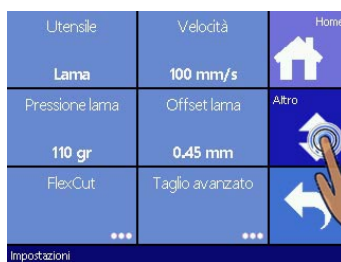 Utensile
Velocità
Home
Lama
100 mm/s
Pressione lama
Offset lama
Altro
110 gr
0.45 mm
FlexCut
Taglio avanzato
Impostazioni